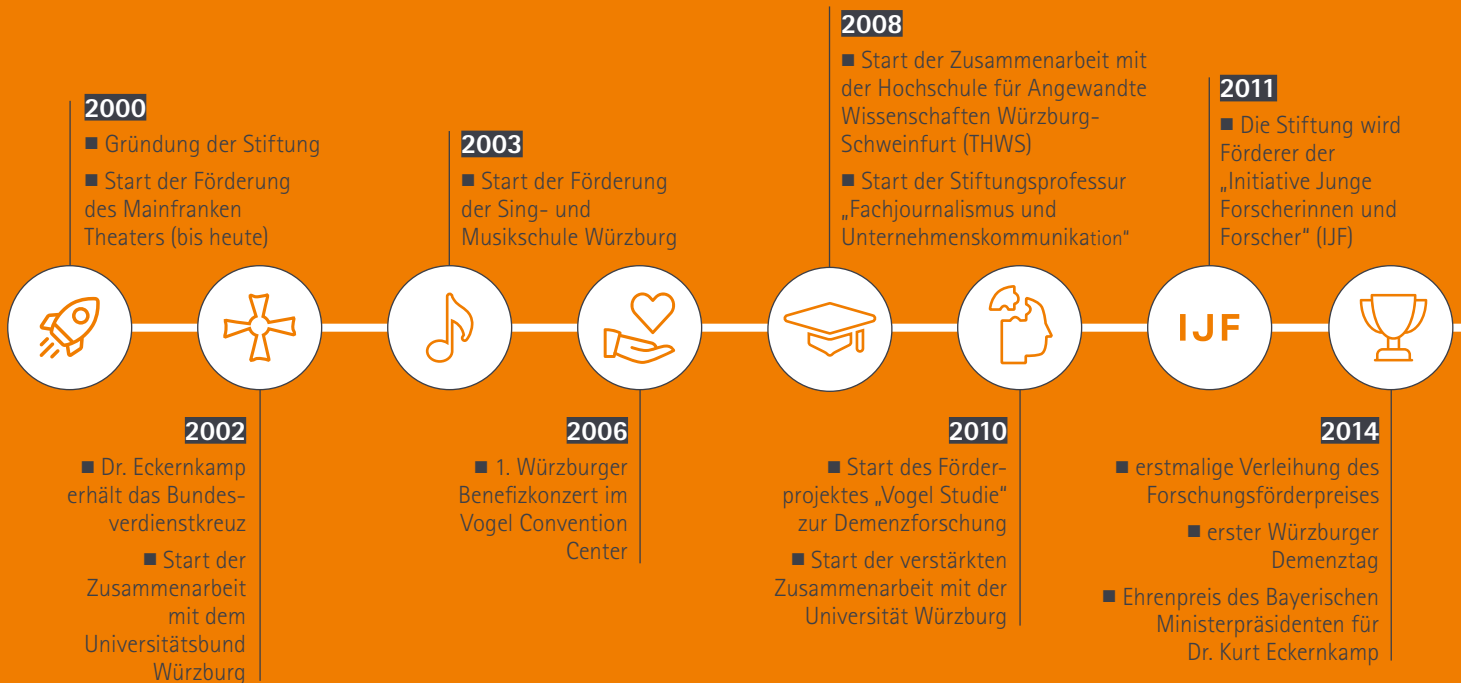 2000
■ Gründung der Stiftung
■ Start der Förderung
des Mainfranken
Theaters (bis heute)
2002
■ Dr. Eckernkamp
erhält das Bundes-
verdienstkreuz
■ Start der
Zusammenarbeit
mit dem
Universitätsbund
Würzburg
2003
■ Start der Förderung
der Sing- und
Musikschule Würzburg
2006
■ 1. Würzburger
Benefizkonzert im
Vogel Convention
Center
2008
■ Start der Zusammenarbeit mit
der Hochschule für Angewandte
Wissenschaften Würzburg-
Schweinfurt (THWS)
■ Start der Stiftungsprofessur
„Fachjournalismus und
Unternehmenskommunikation“
2010
■ Start des Förder-
projektes „Vogel Studie“
zur Demenzforschung
■ Start der verstärkten
Zusammenarbeit mit der
Universität Würzburg
2011
■ Die Stiftung wird
Förderer der
„Initiative Junge
Forscherinnen und
Forscher“ (IJF)
IJF
2014
■ erstmalige Verleihung des
Forschungsförderpreises
■ erster Würzburger
Demenztag
■ Ehrenpreis des Bayerischen
Ministerpräsidenten für
Dr. Kurt Eckernkamp